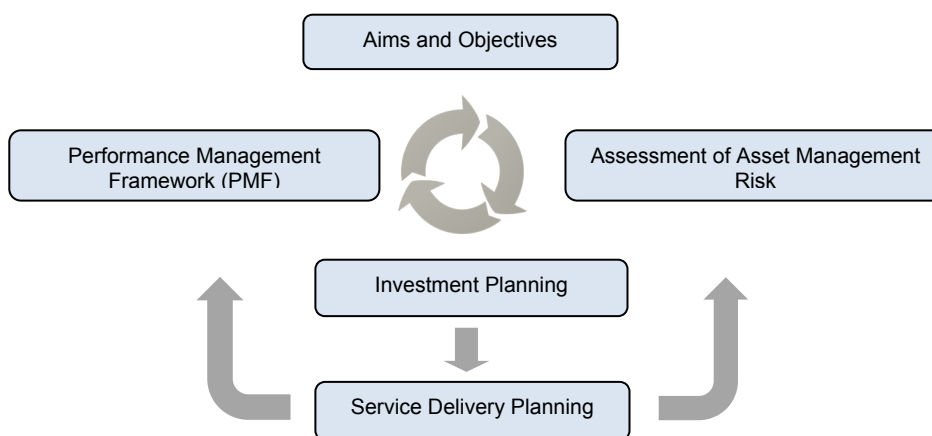 Aims and Objectives
Performance Management
Framework (PMF)
Assessment of Asset Management
Risk
Investment Planning
Service Delivery Planning